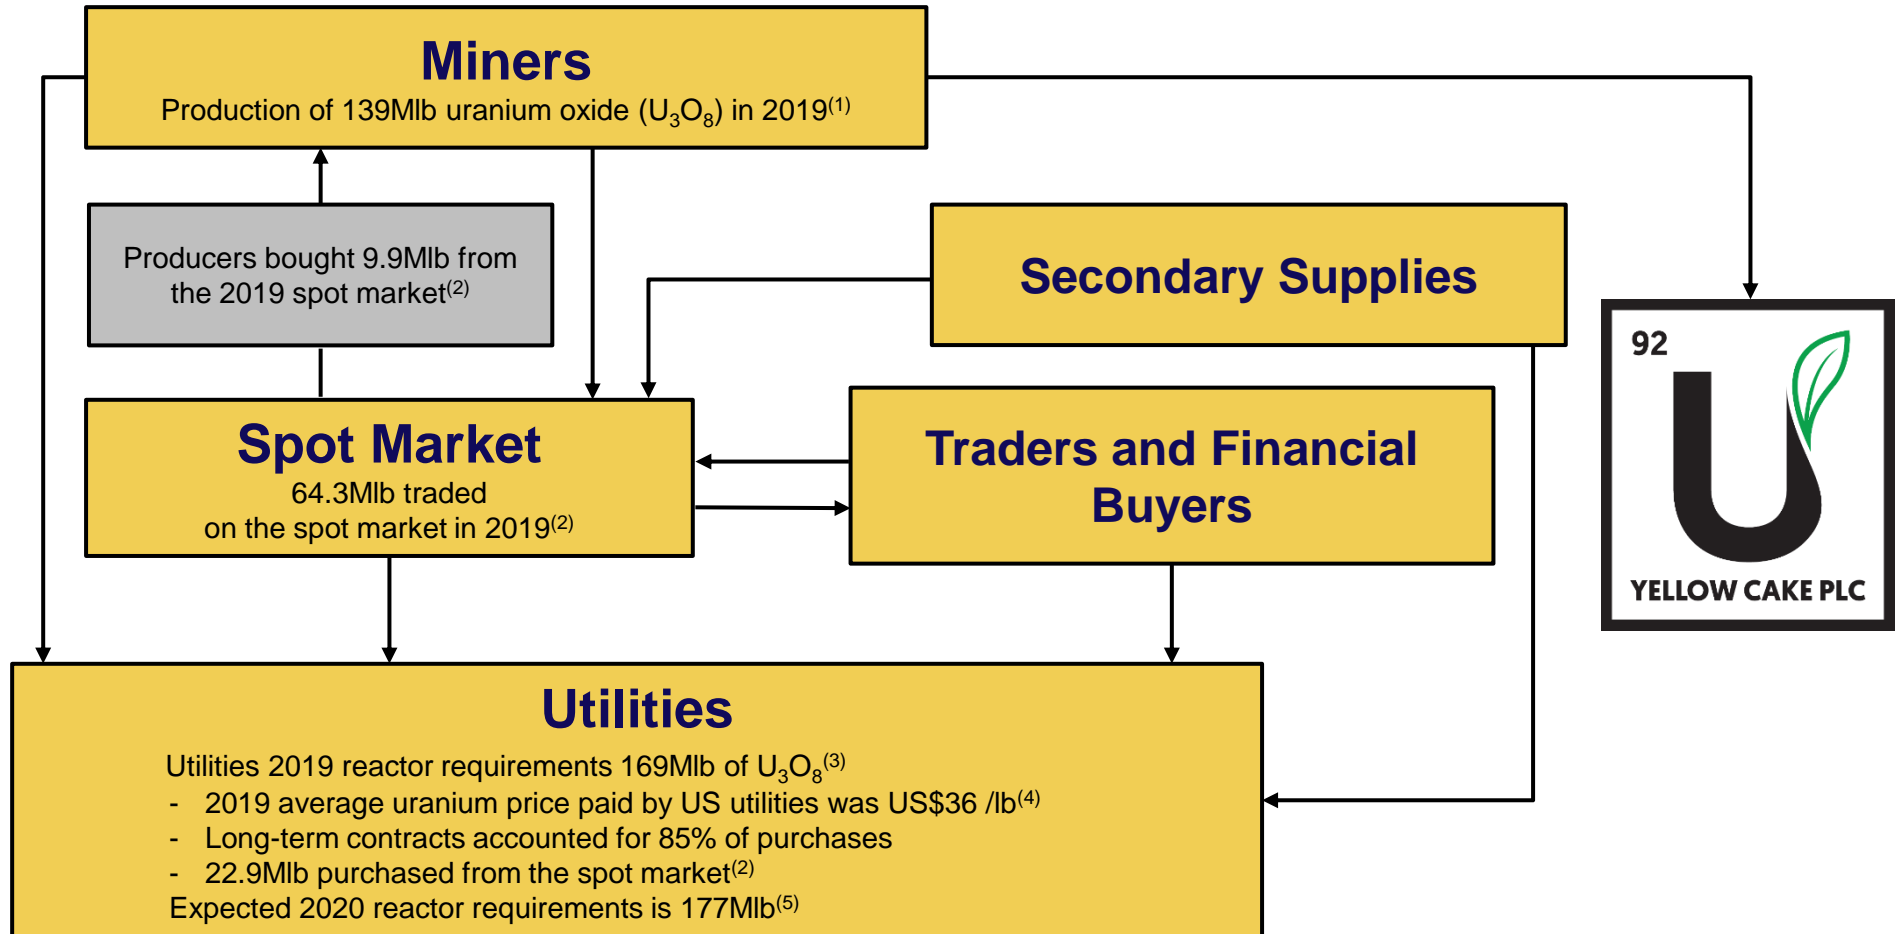 Miners
Production of 139Mlb uranium oxide (U₃O₈) in 2019⁽¹⁾
Producers bought 9.9Mlb from
the 2019 spot market⁽²⁾
Secondary Supplies
Spot Market
64.3Mlb traded
on the spot market in 2019⁽²⁾
Traders and Financial
Buyers
92
U
YELLOW CAKE PLC
Utilities
Utilities 2019 reactor requirements 169Mlb of U₃O₈⁽³⁾
- 2019 average uranium price paid by US utilities was US$36 /lb⁽⁴⁾
- Long-term contracts accounted for 85% of purchases
- 22.9Mlb purchased from the spot market⁽²⁾
Expected 2020 reactor requirements is 177Mlb⁽⁵⁾